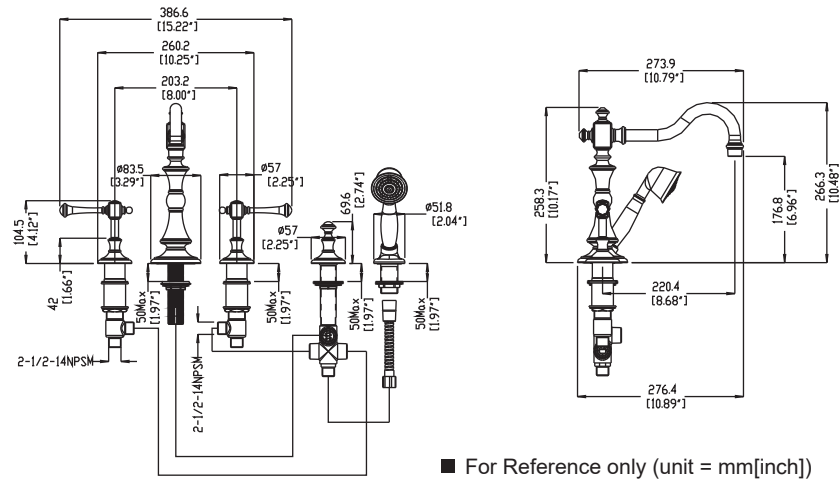 386.6
[15.22"]
260.2
[10.25"]
203.2
[8.00"]
ø83.5
[3.29"]
ø57
[2.25"]
104.5
[4.12"]
42
[1.66"]
50Max
[1.97"]
50Max
[1.97"]
2-1/2-14NPSM
2-1/2-14NPSM
ø57
[2.25"]
69.6
[2.74"]
ø51.8
[2.04"]
50Max
[1.97"]
50Max
[1.97"]
273.9
[10.79"]
258.3
[10.17"]
176.8
[6.96"]
266.3
[10.48"]
220.4
[8.68"]
276.4
[10.89"]
■ For Reference only (unit = mm[inch])